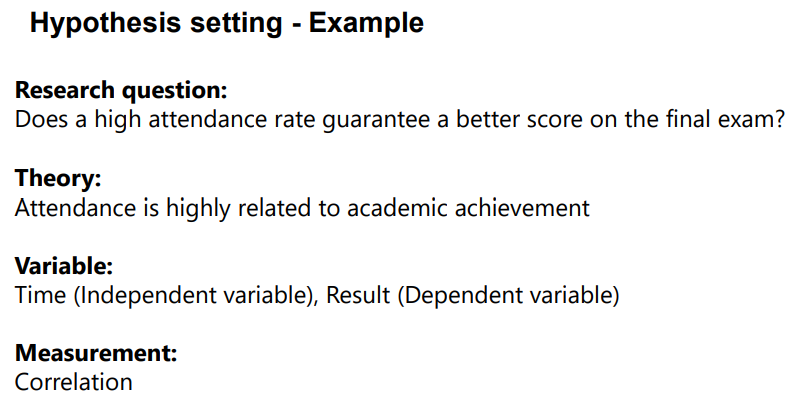 Hypothesis setting - Example
Research question:
Does a high attendance rate guarantee a better score on the final exam?
Theory:
Attendance is highly related to academic achievement
Variable:
Time (Independent variable), Result (Dependent variable)
Measurement:
Correlation